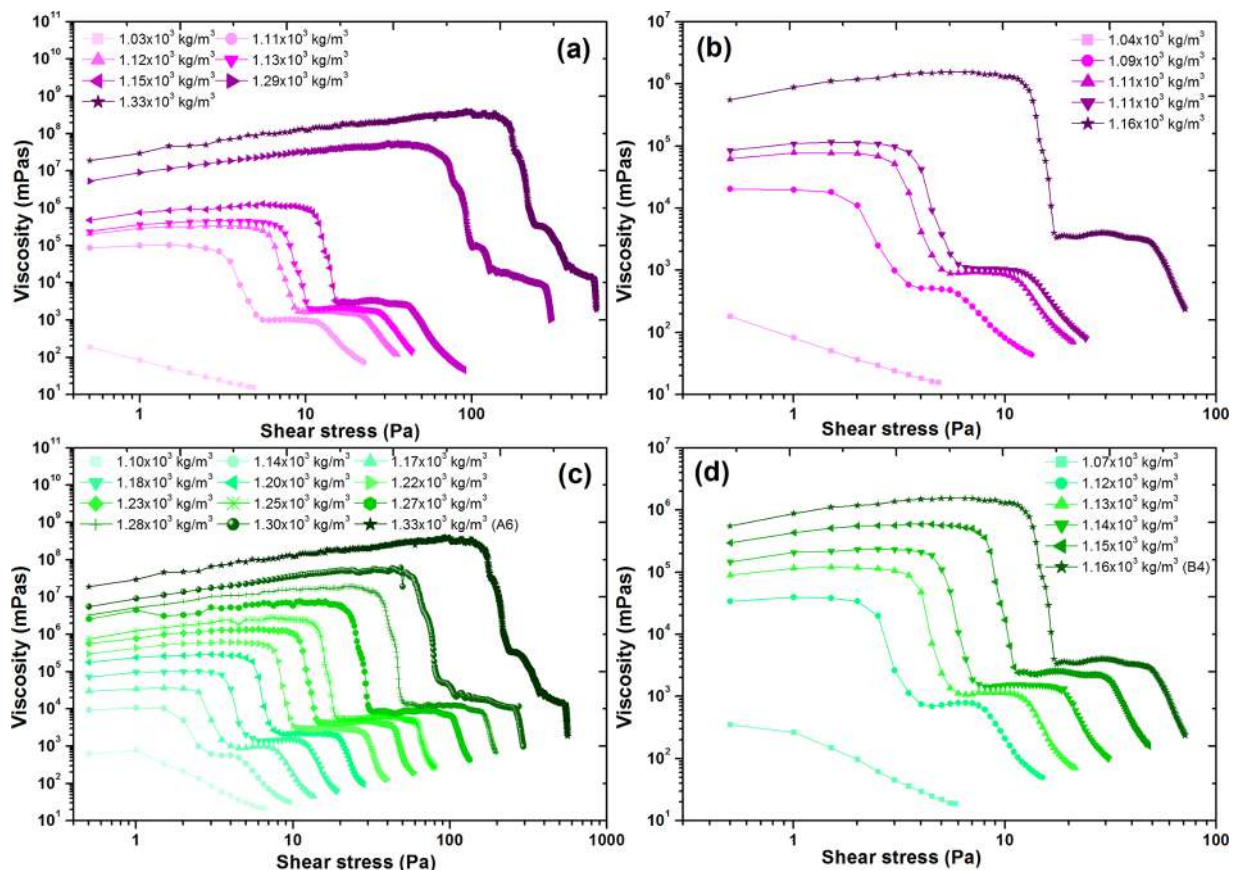 (a)
1.03x10³ kg/m³ 1.11x10³ kg/m³
1.12x10³ kg/m³ 1.13x10³ kg/m³
1.15x10³ kg/m³ 1.29x10³ kg/m³
1.33x10³ kg/m³
10¹¹
10¹⁰
10⁹
10⁸
10⁷
10⁶
10⁵
10⁴
10³
10²
10¹
Viscosity (mPas)
1 10 100
Shear stress (Pa)
(b)
1.04x10³ kg/m³
1.09x10³ kg/m³
1.11x10³ kg/m³
1.11x10³ kg/m³
1.16x10³ kg/m³
10⁷
10⁶
10⁵
10⁴
10³
10²
10¹
Viscosity (mPas)
1 10 100
Shear stress (Pa)
(c)
1.10x10³ kg/m³ 1.14x10³ kg/m³ 1.17x10³ kg/m³
1.18x10³ kg/m³ 1.20x10³ kg/m³ 1.22x10³ kg/m³
1.23x10³ kg/m³ 1.25x10³ kg/m³ 1.27x10³ kg/m³
1.28x10³ kg/m³ 1.30x10³ kg/m³ 1.33x10³ kg/m³ (A6)
10¹¹
10¹⁰
10⁹
10⁸
10⁷
10⁶
10⁵
10⁴
10³
10²
10¹
Viscosity (mPas)
1 10 100 1000
Shear stress (Pa)
(d)
1.07x10³ kg/m³
1.12x10³ kg/m³
1.13x10³ kg/m³
1.14x10³ kg/m³
1.15x10³ kg/m³
1.16x10³ kg/m³ (B4)
10⁷
10⁶
10⁵
10⁴
10³
10²
10¹
Viscosity (mPas)
1 10 100
Shear stress (Pa)